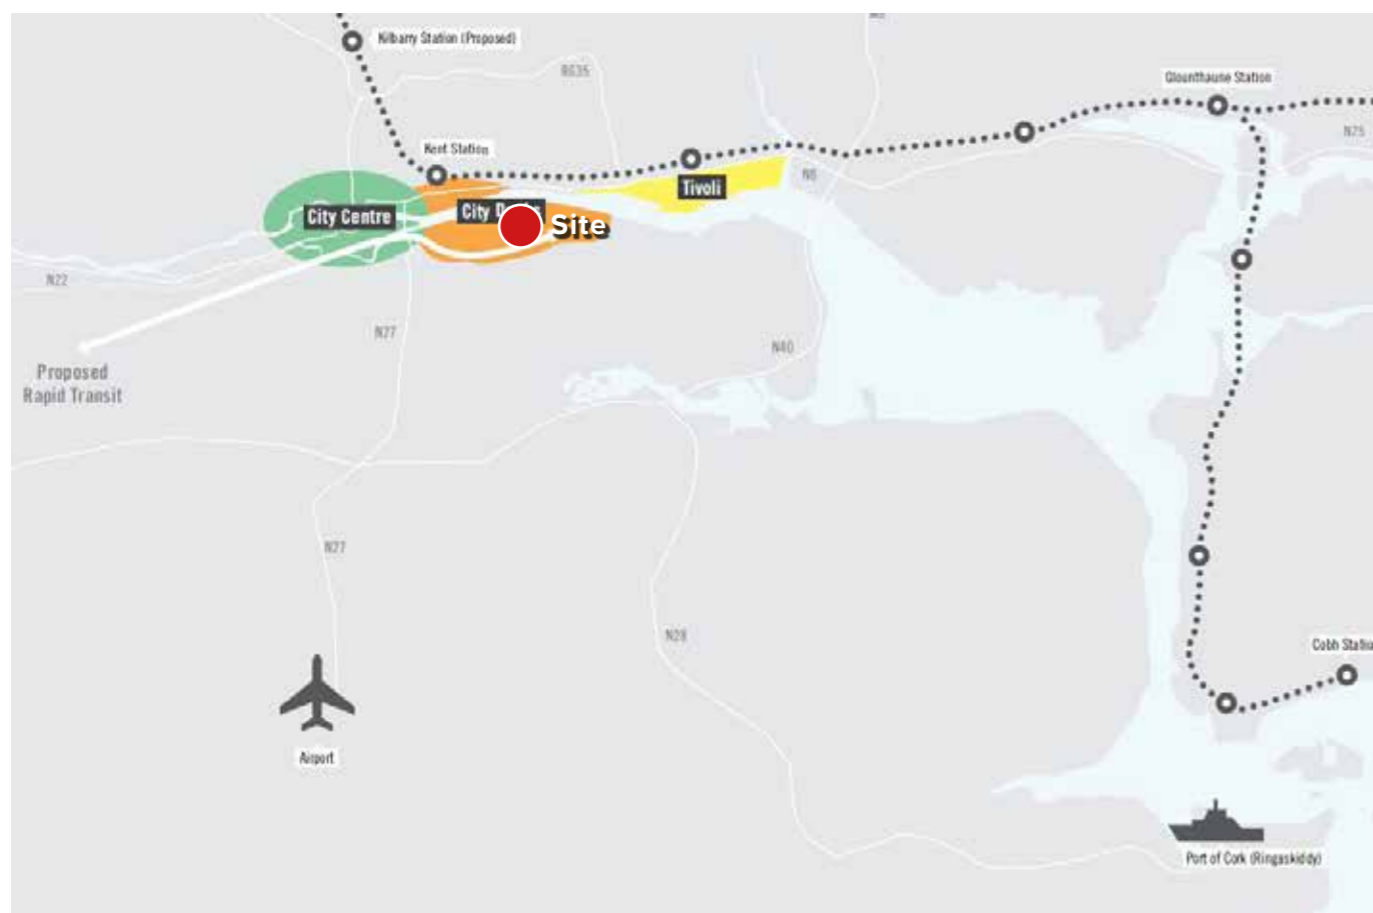 Kilbarry Station (Proposed)
R635
Glounthaune Station
N25
Kent Station
N8
Tivoli
City Centre
City
Site
N22
N27
N40
Proposed
Rapid Transit
N27
N28
Cobh
Airport
Port of Cork (Ringaskiddy)